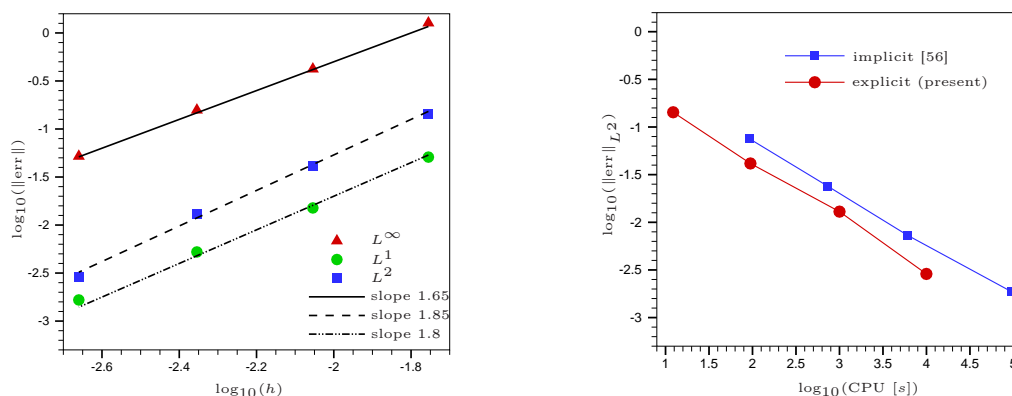 log10(‖err‖)
0
-0.5
-1
-1.5
-2
-2.5
-3
L∞
L1
L2
slope 1.65
slope 1.85
slope 1.8
-2.6
-2.4
-2.2
-2
-1.8
log10(h)
log10(‖err‖L2)
0
-0.5
-1
-1.5
-2
-2.5
-3
implicit [56]
explicit (present)
1
1.5
2
2.5
3
3.5
4
4.5
5
log10(CPU [s])